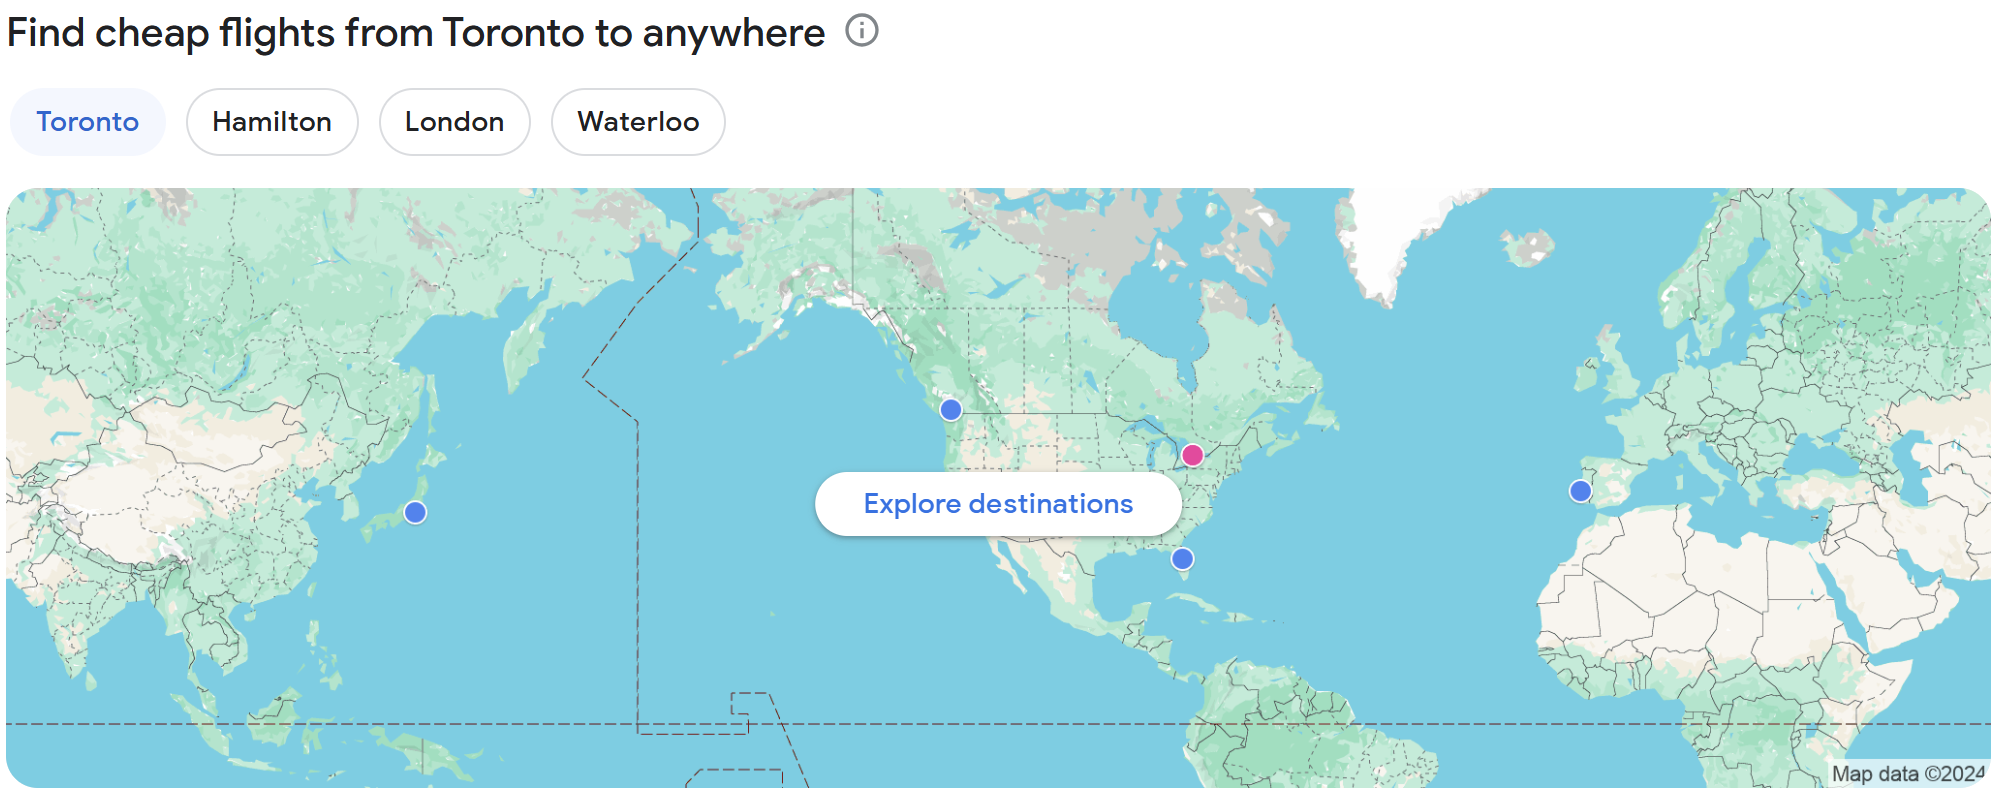 Find cheap flights from Toronto to anywhere
Toronto
Hamilton
London
Waterloo
Explore destinations
Map data ©2024